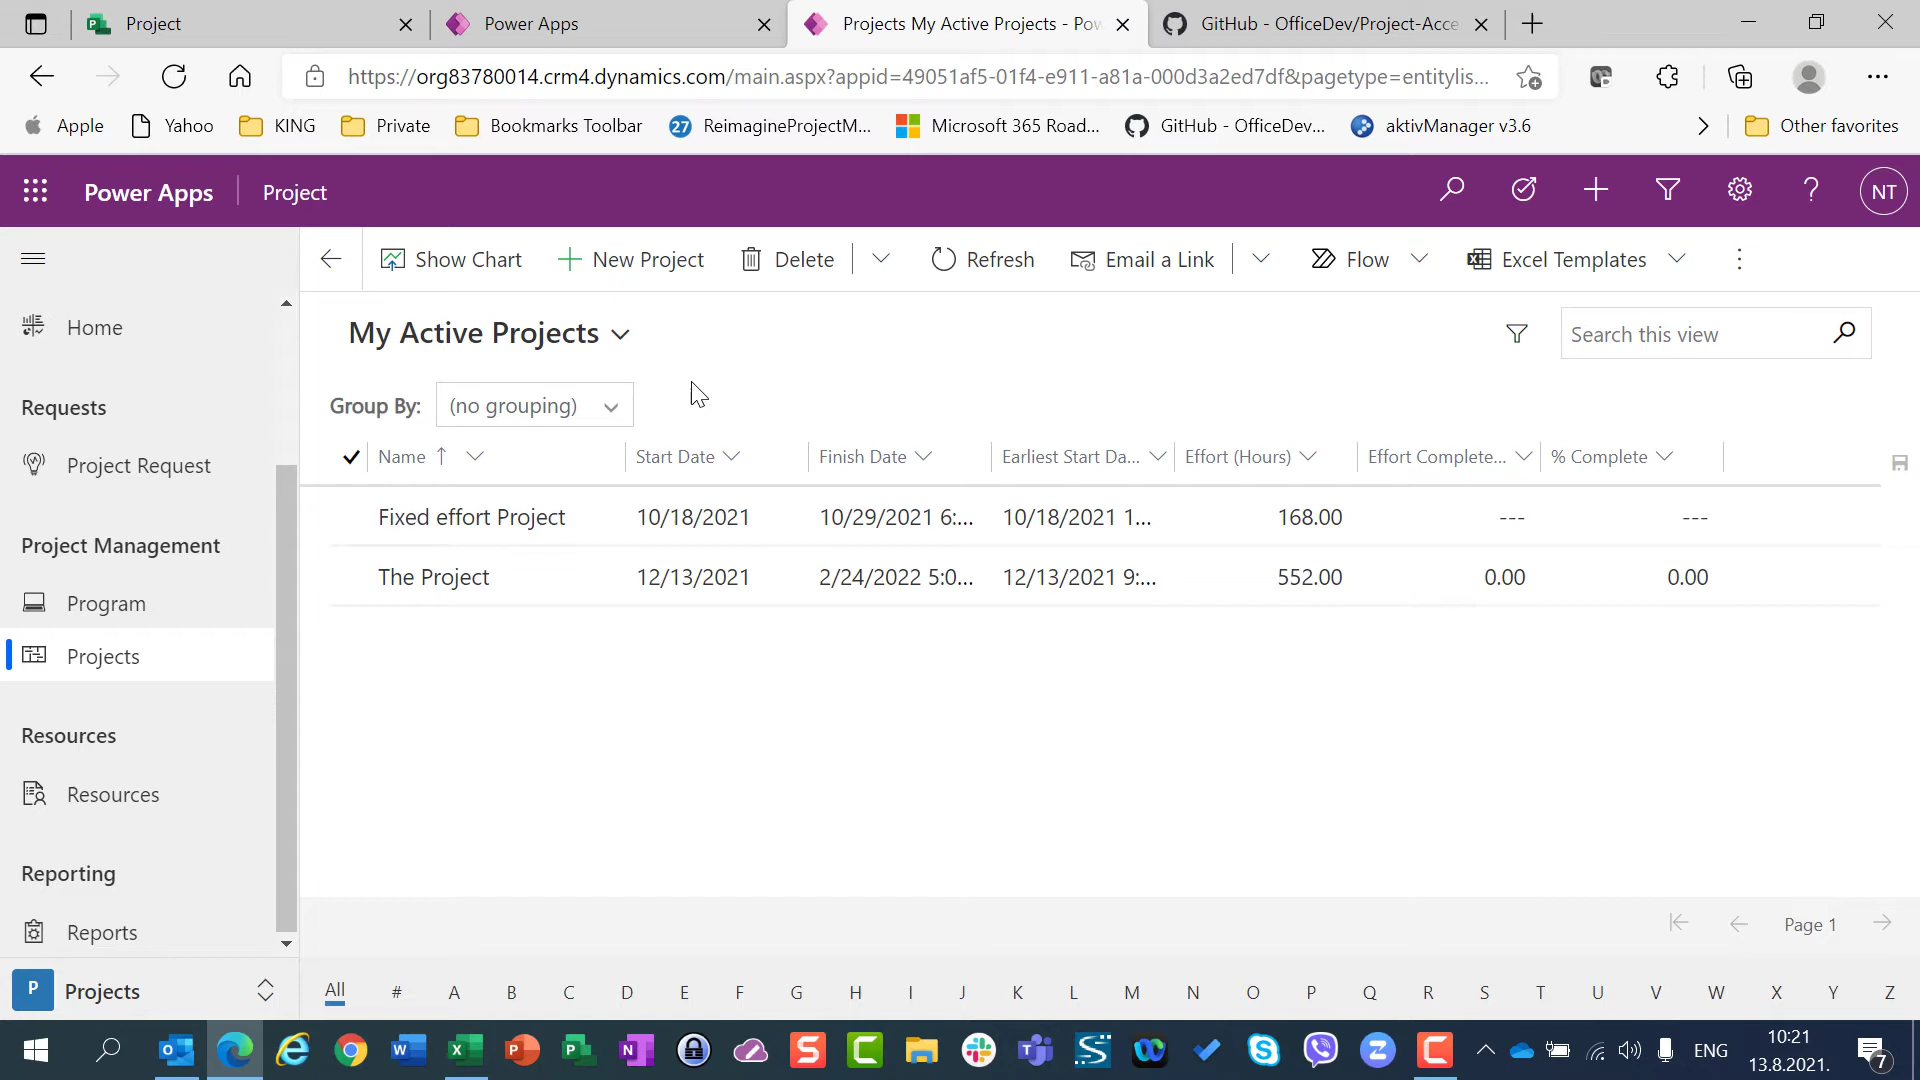 Project
Power Apps
Projects My Active Projects - Pow
GitHub - OfficeDev/Project-Acce
https://org83780014.crm4.dynamics.com/main.aspx?appid=49051af5-01f4-e911-a81a-000d3a2ed7df&pagetype=entitylis...
Apple
Yahoo
KING
Private
Bookmarks Toolbar
27
ReimagineProjectM...
Microsoft 365 Road...
GitHub - OfficeDev...
aktivManager v3.6
Other favorites
Power Apps
Project
NT
Show Chart
New Project
Delete
Refresh
Email a Link
Flow
Excel Templates
Home
Requests
Project Request
Project Management
Program
Projects
Resources
Resources
Reporting
Reports
P
Projects
My Active Projects
Search this view
Group By:
(no grouping)
Name
Start Date
Finish Date
Earliest Start Da...
Effort (Hours)
Effort Complete...
% Complete
Fixed effort Project 10/18/2021 10/29/2021 6:... 10/18/2021 1... 168.00 --- ---
The Project 12/13/2021 2/24/2022 5:0... 12/13/2021 9:... 552.00 0.00 0.00
Page 1
All # A B C D E F G H I J K L M N O P Q R S T U V W X Y Z
ENG
10:21
13.8.2021.
7